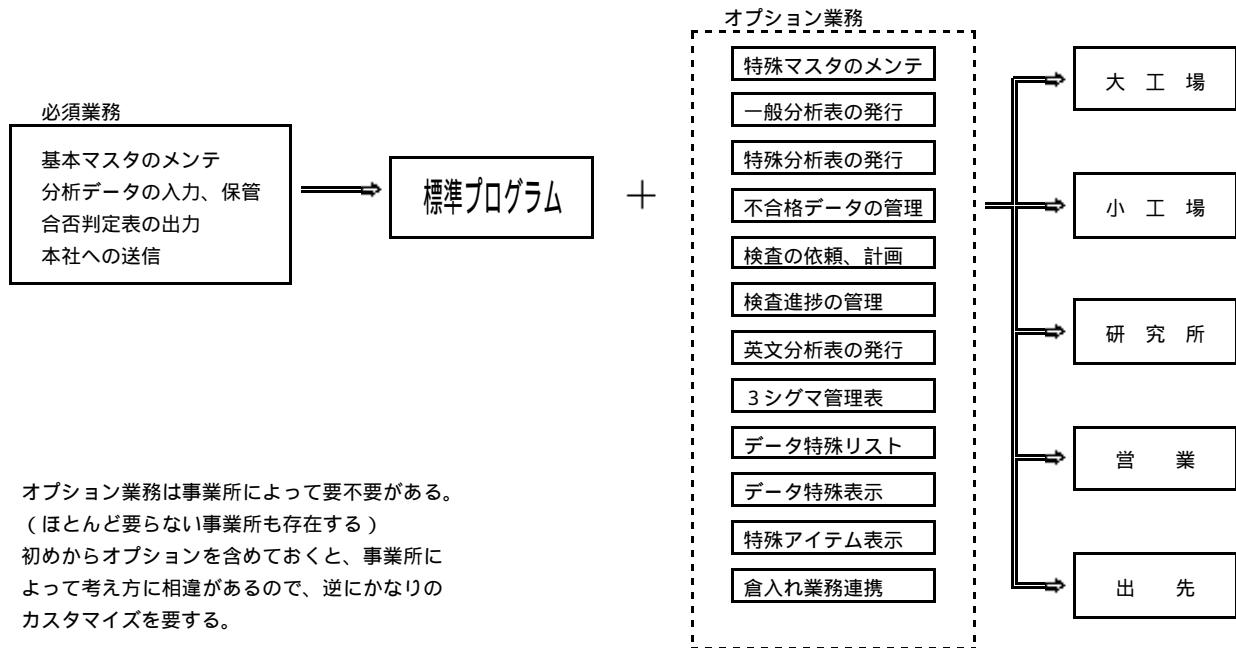 必須業務
基本マスタのメンテ
分析データの入力、保管
合否判定表の出力
本社への送信
標準プログラム
＋
オプション業務
特殊マスタのメンテ
一般分析表の発行
特殊分析表の発行
不合格データの管理
検査の依頼、計画
検査進捗の管理
英文分析表の発行
３シグマ管理表
データ特殊リスト
データ特殊表示
特殊アイテム表示
倉入れ業務連携
大　工　場
小　工　場
研　究　所
営　　業
出　　先
オプション業務は事業所によって要不要がある。
（ほとんど要らない事業所も存在する）
初めからオプションを含めておくと、事業所に
よって考え方に相違があるので、逆にかなりの
カスタマイズを要する。